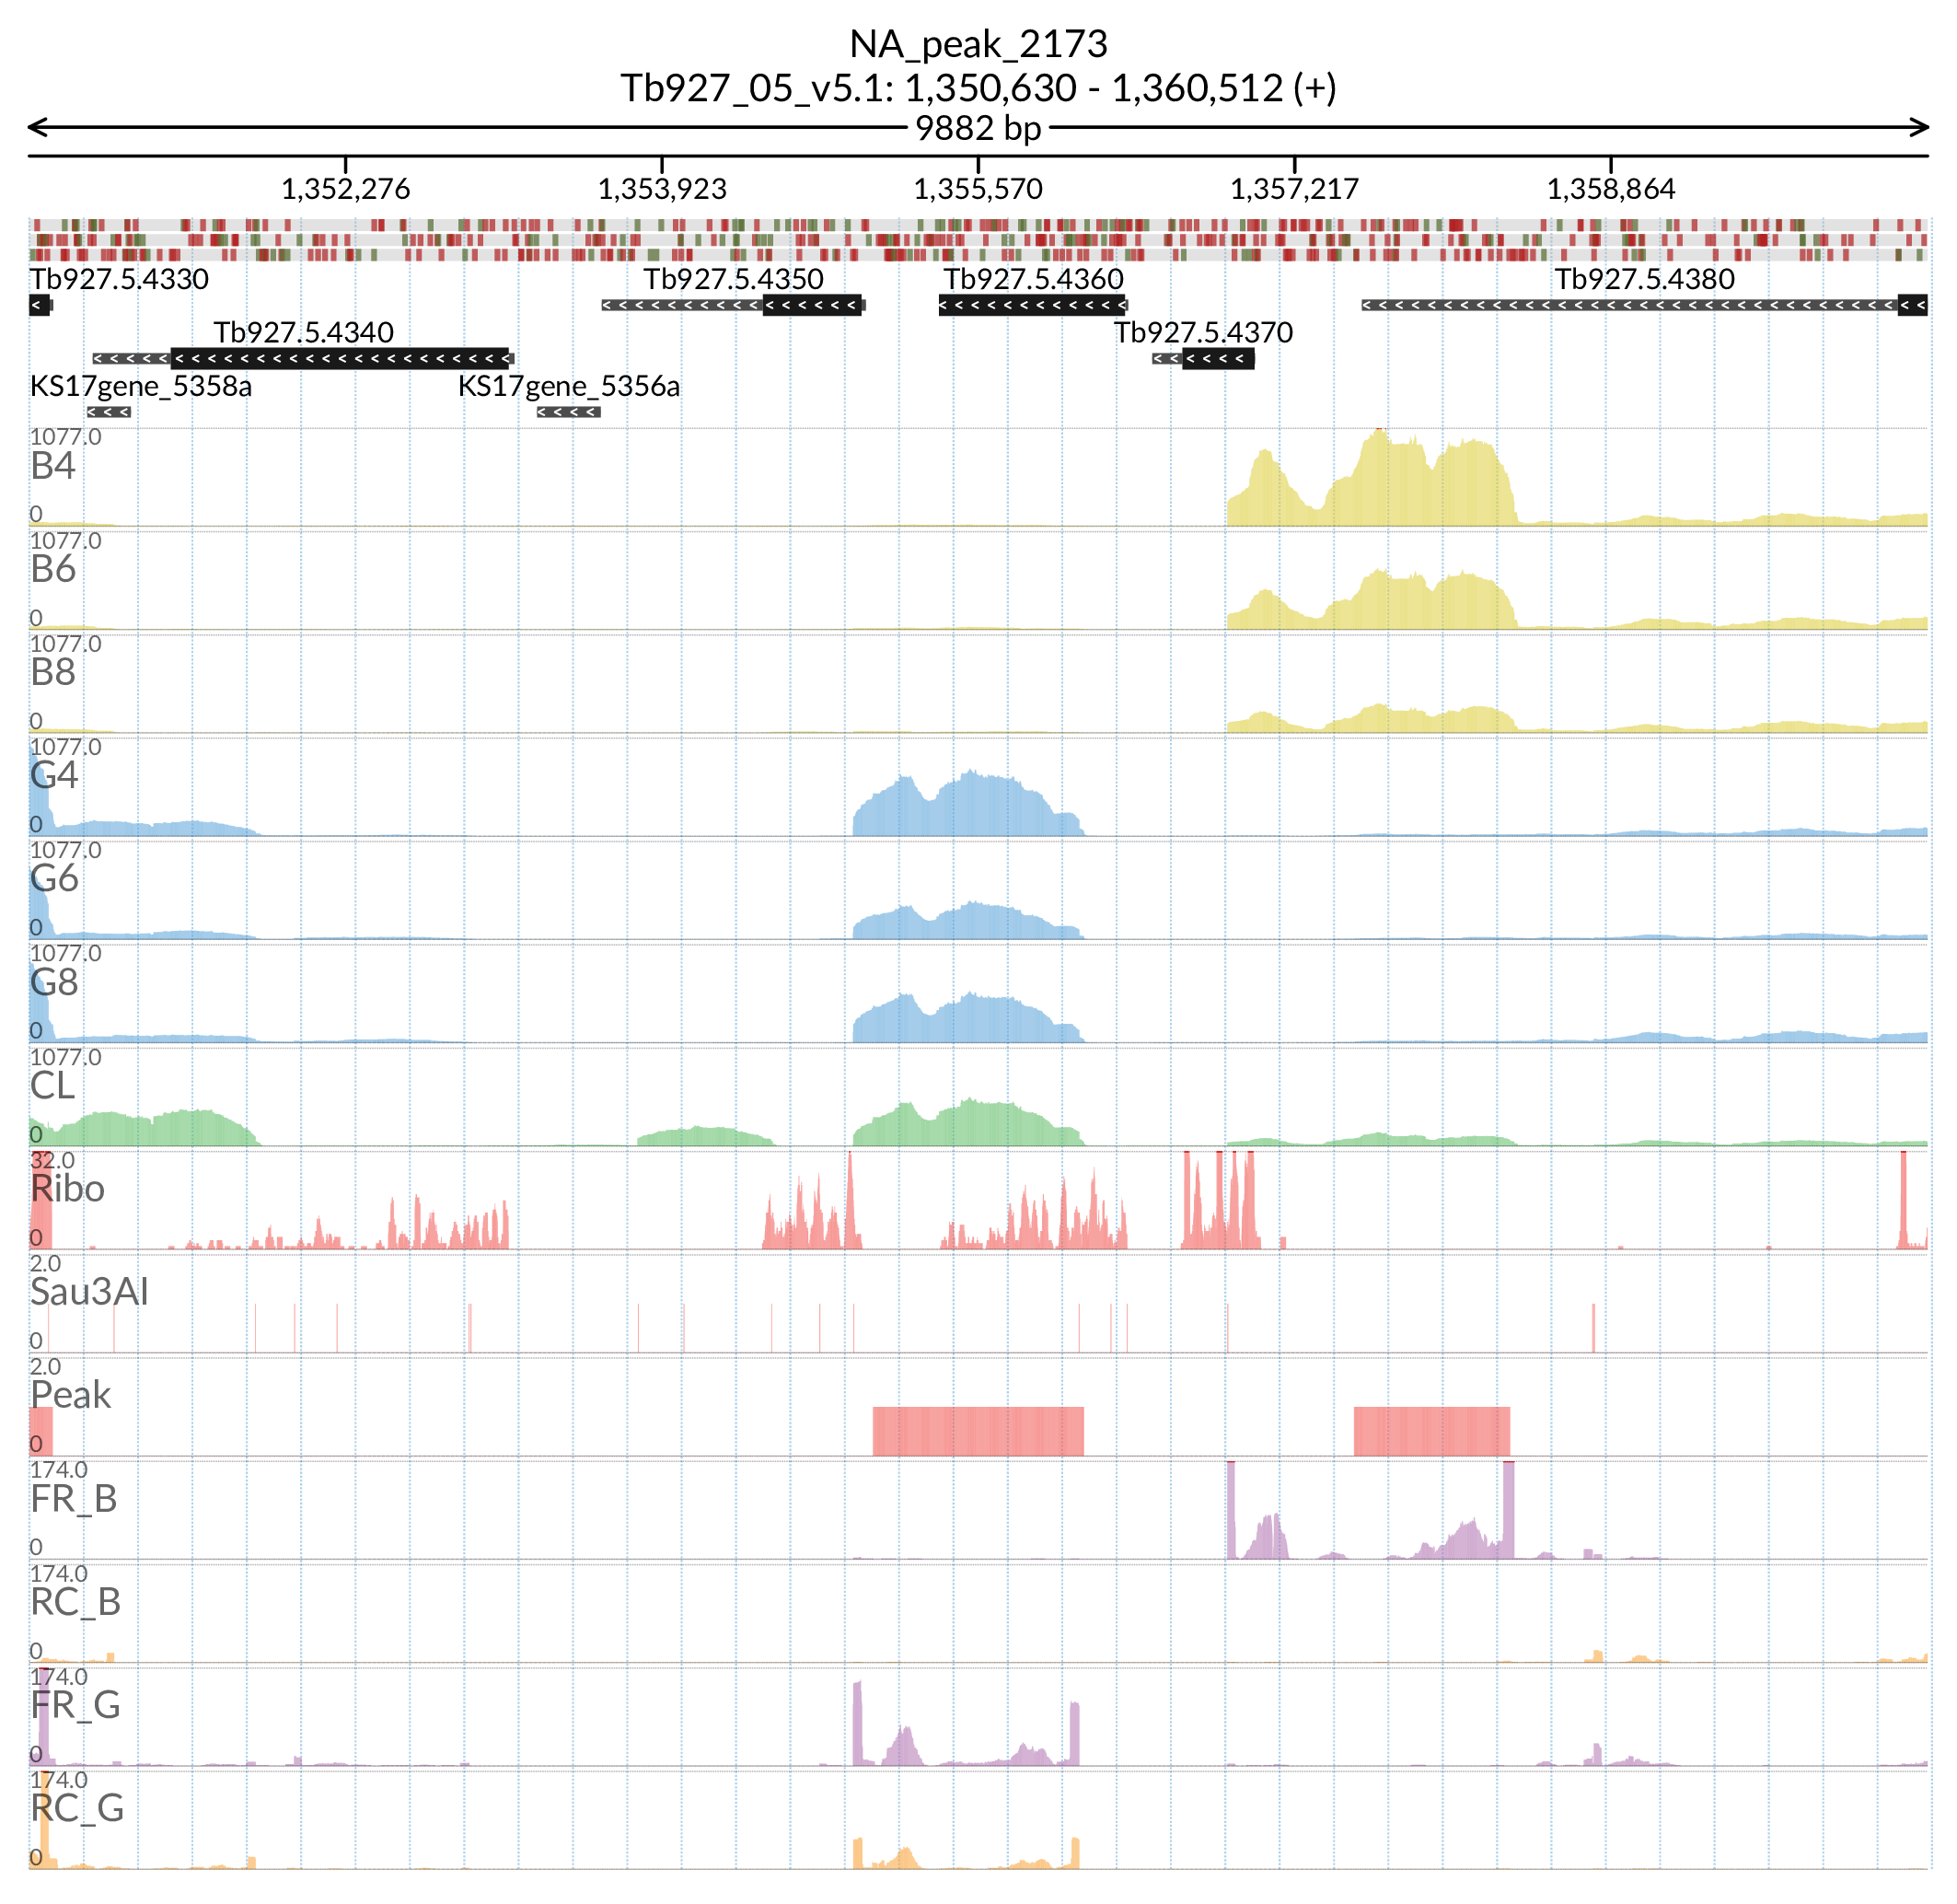 NA_peak_2173
Tb927_05_v5.1: 1,350,630 - 1,360,512 (+)
9882 bp
1,352,276 1,353,923 1,355,570 1,357,217 1,358,864
Tb927.5.4330 Tb927.5.4350 Tb927.5.4360 Tb927.5.4380
Tb927.5.4340 Tb927.5.4370
KS17gene_5358a KS17gene_5356a
1077.0
B4
0
1077.0
B6
0
1077.0
B8
0
1077.0
G4
0
1077.0
G6
0
1077.0
G8
0
1077.0
CL
0
32.0
Ribo
0
2.0
Sau3AI
0
2.0
Peak
0
174.0
FR_B
0
174.0
RC_B
0
174.0
FR_G
0
174.0
RC_G
0